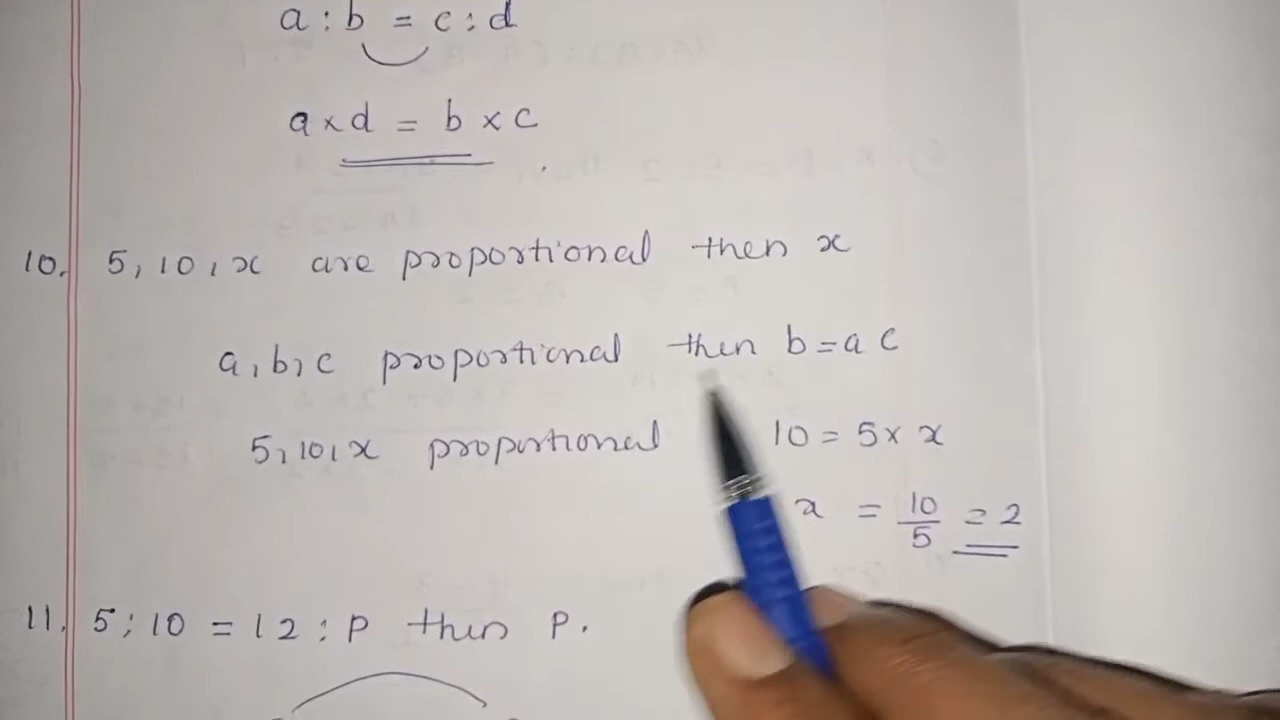 a : b = c : d
a × d = b × c
10. 5, 10, x are proportional then x
a, b, c proportional then b = a c
5, 10, x proportional 10 = 5 × x
x = 10/5 = 2
11. 5 : 10 = 12 : P then P.